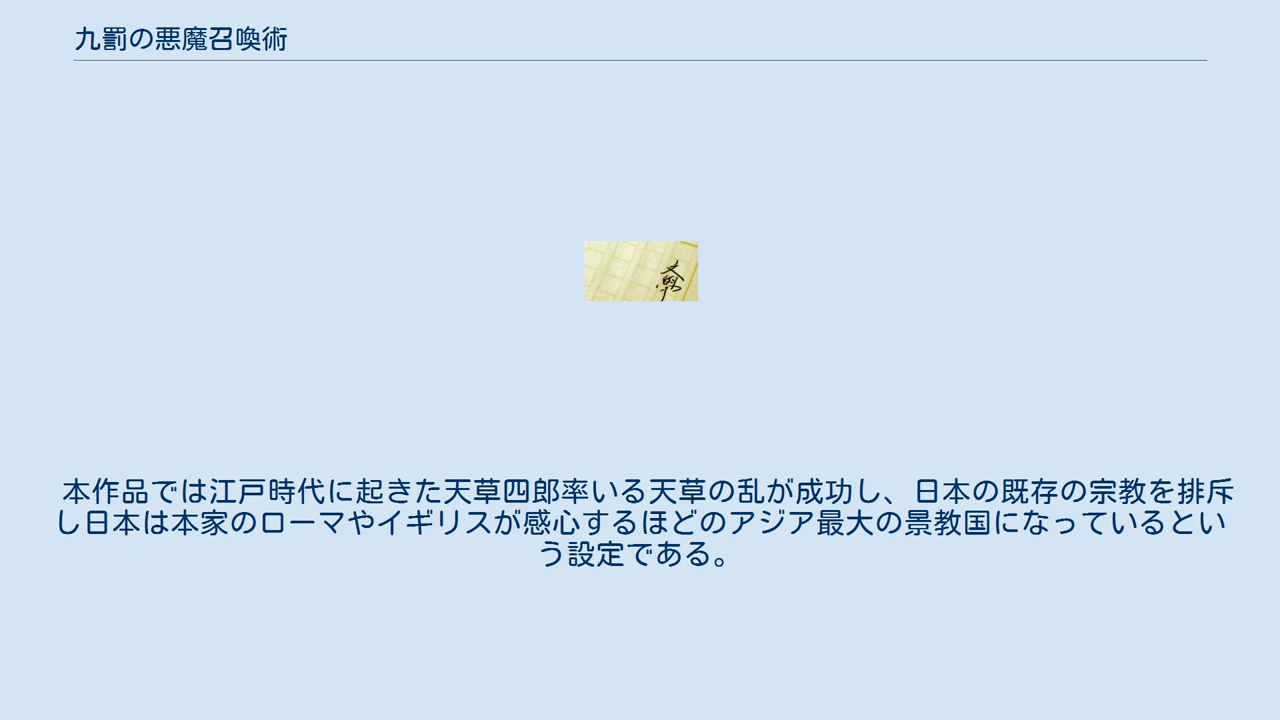 九罰の悪魔召喚術
本作品では江戸時代に起きた天草四郎率いる天草の乱が成功し、日本の既存の宗教を排斥
し日本は本家のローマやイギリスが感心するほどのアジア最大の景教国になっているとい
う設定である。